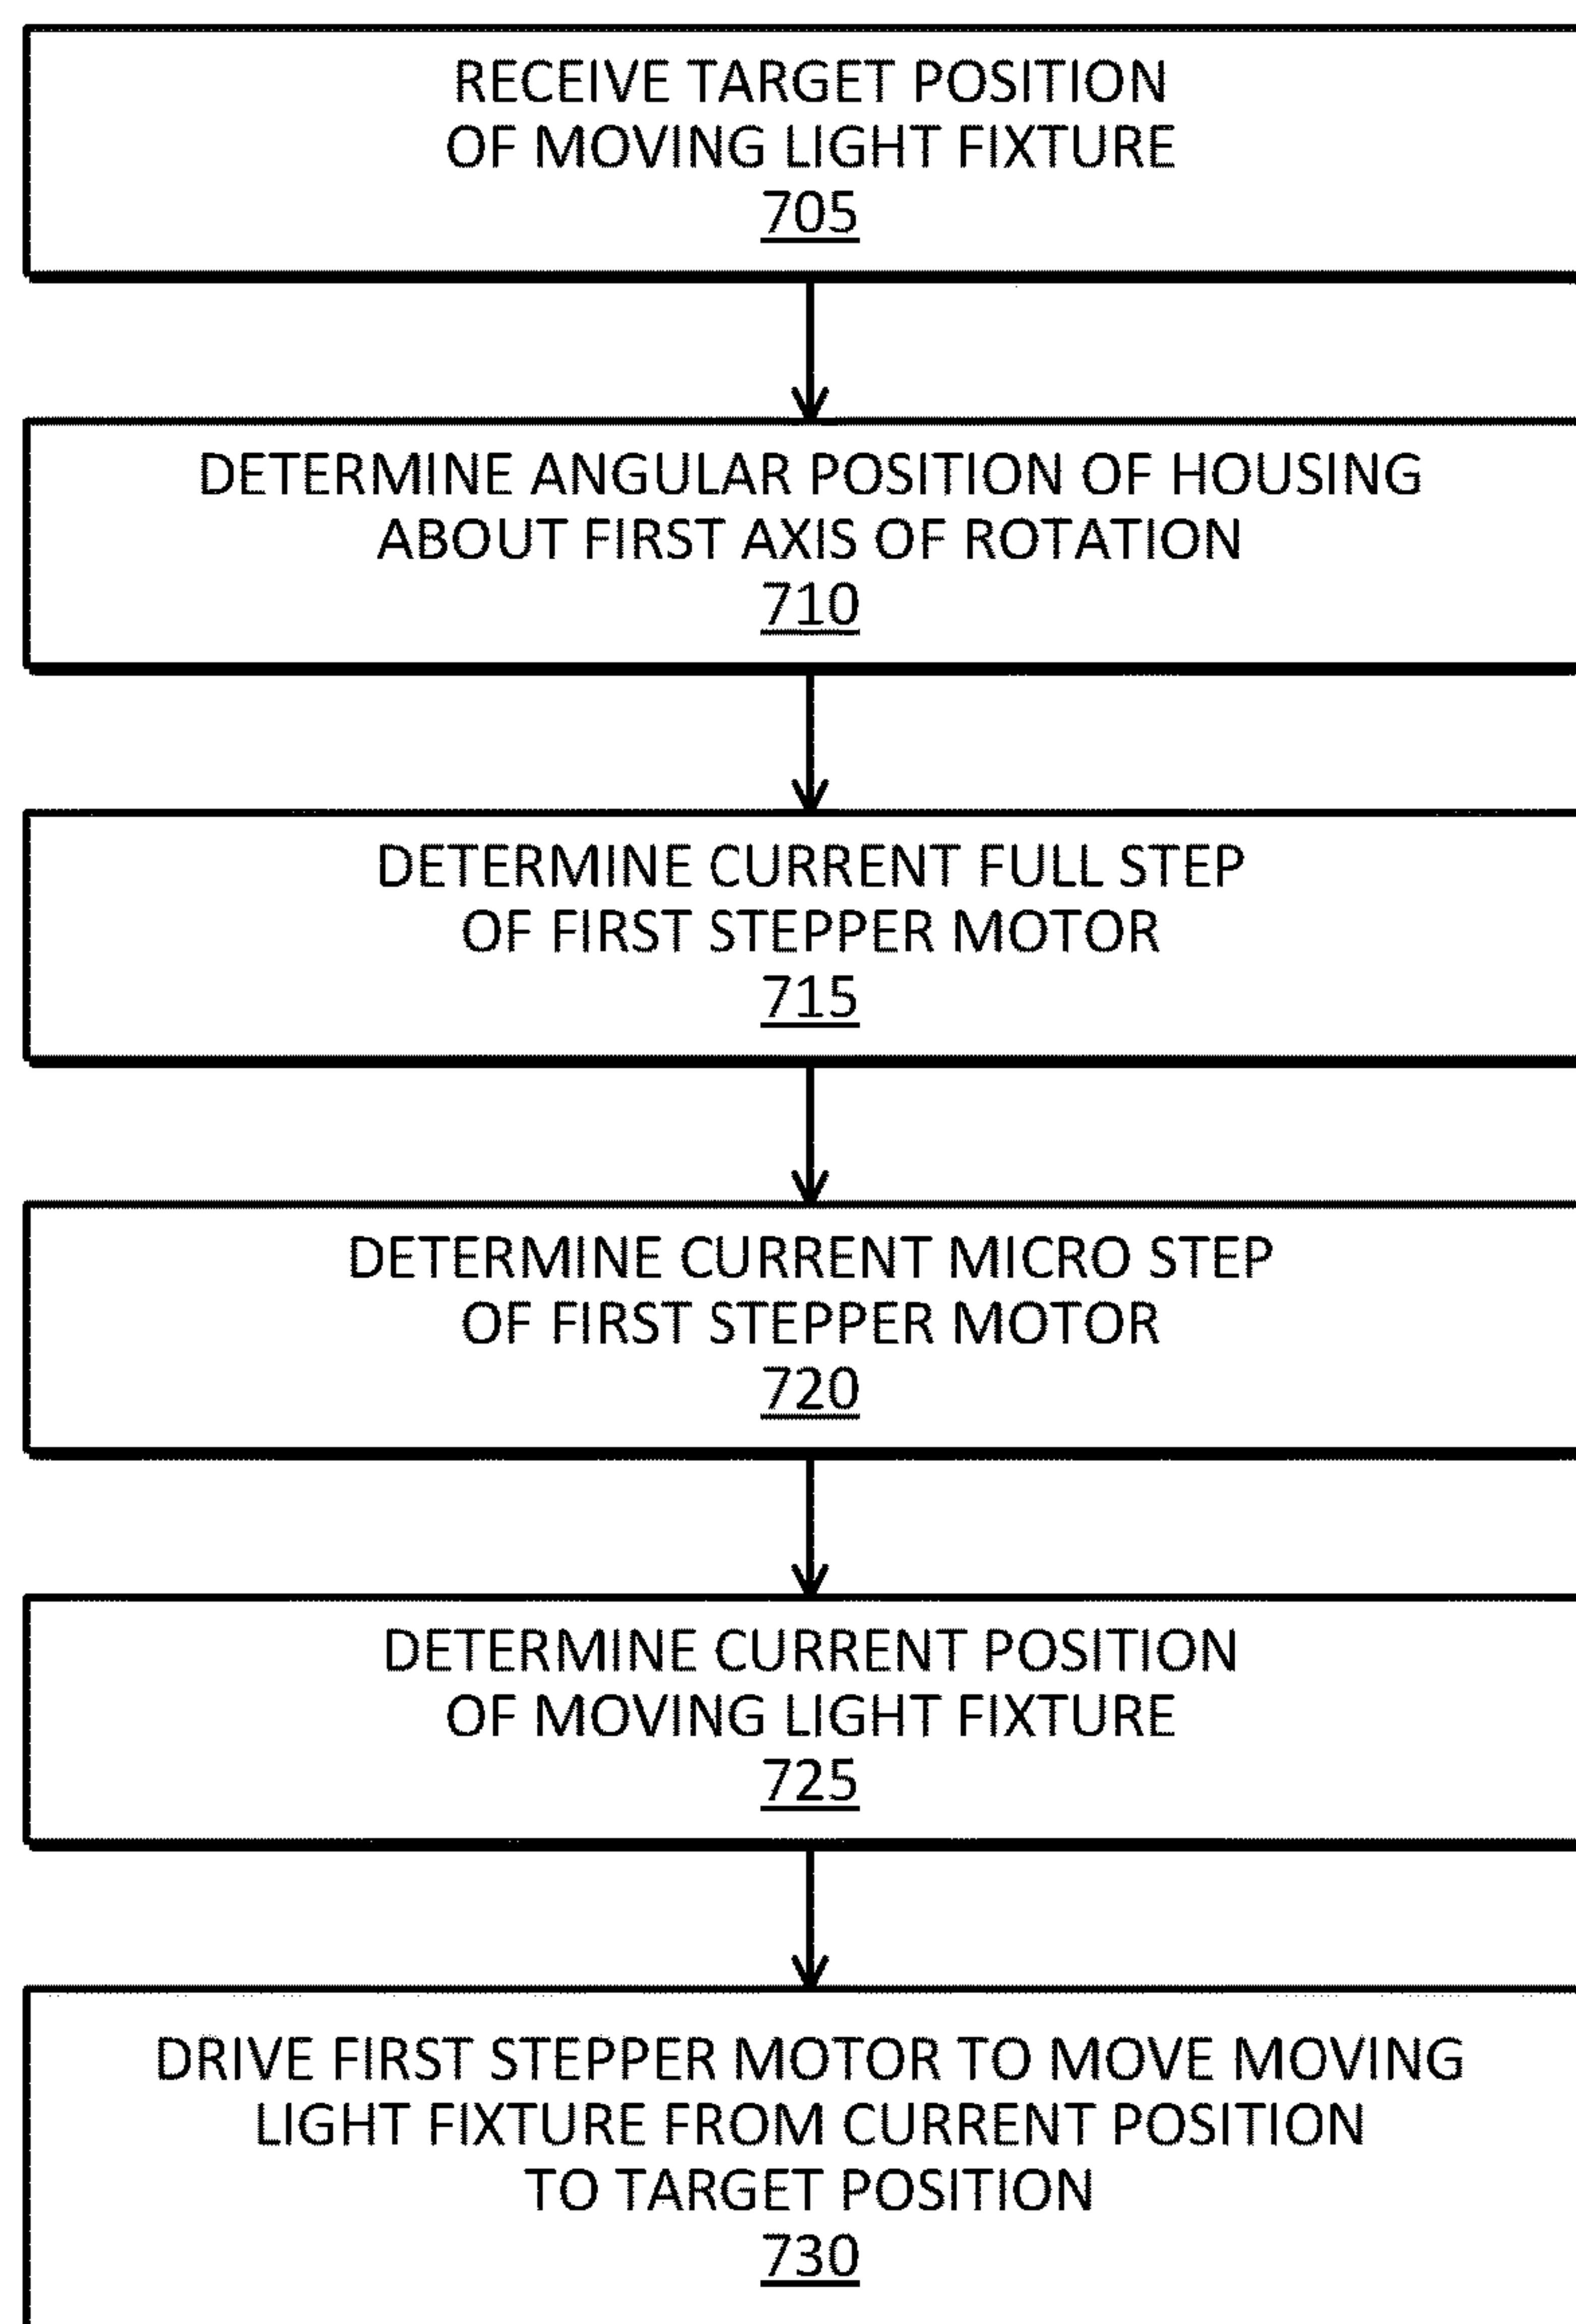 RECEIVE TARGET POSITION
OF MOVING LIGHT FIXTURE
705
DETERMINE ANGULAR POSITION OF HOUSING
ABOUT FIRST AXIS OF ROTATION
710
DETERMINE CURRENT FULL STEP
OF FIRST STEPPER MOTOR
715
DETERMINE CURRENT MICRO STEP
OF FIRST STEPPER MOTOR
720
DETERMINE CURRENT POSITION
OF MOVING LIGHT FIXTURE
725
DRIVE FIRST STEPPER MOTOR TO MOVE MOVING
LIGHT FIXTURE FROM CURRENT POSITION
TO TARGET POSITION
730